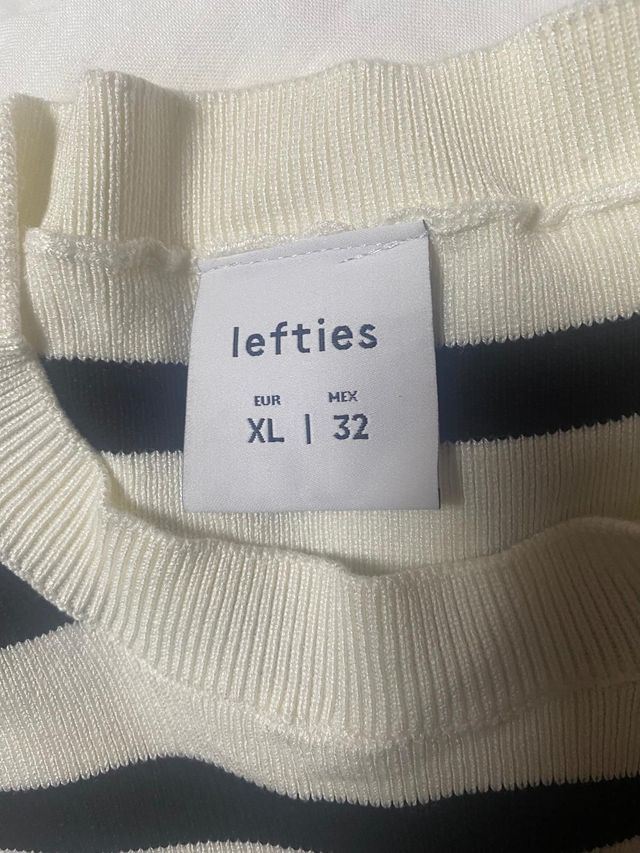 lefties
EUR MEX
XL | 32